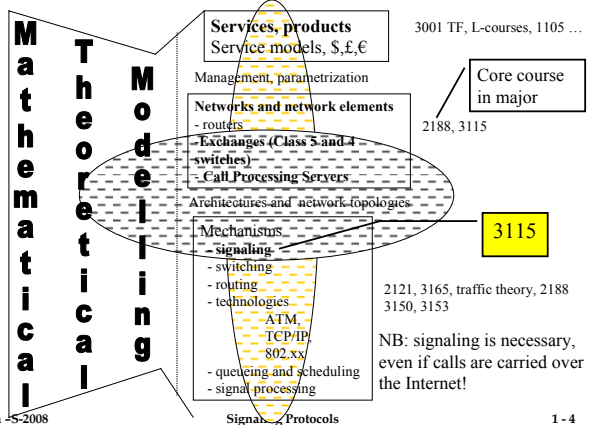 Mathematical
Theoretical
Modelling
Services, products
Service models, $,£,€
Management, parametrization
Networks and network elements
- routers
-Exchanges (Class 5 and 4
switches)
- Call Processing Servers
Architectures and network topologies
Mechanisms
- signaling
- switching
- routing
- technologies
ATM,
TCP/IP,
802.xx
- queueing and scheduling
- signal processing
3001 TF, L-courses, 1105 …
Core course
in major
2188, 3115
3115
2121, 3165, traffic theory, 2188
3150, 3153
NB: signaling is necessary,
even if calls are carried over
the Internet!
–S-2008
Signaling Protocols
1 - 4